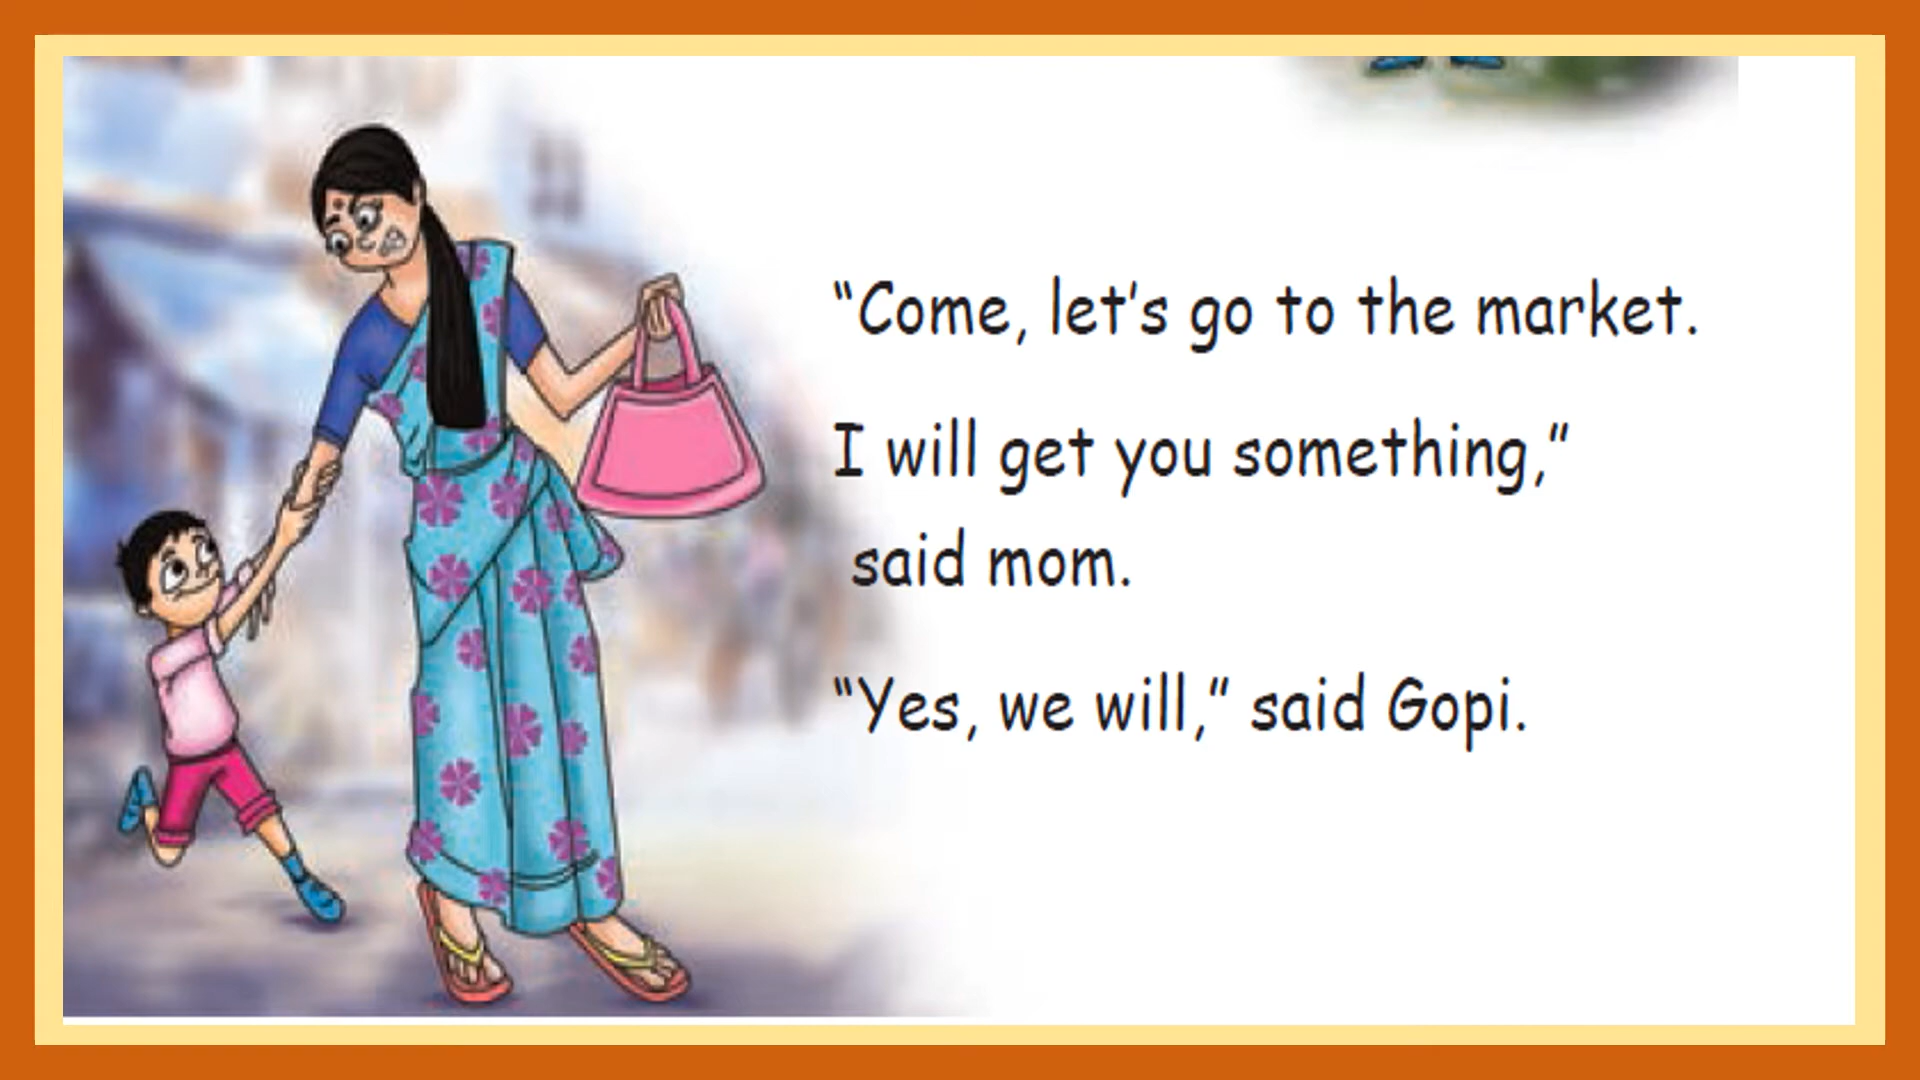 “Come, let’s go to the market.
I will get you something,”
said mom.
“Yes, we will,” said Gopi.